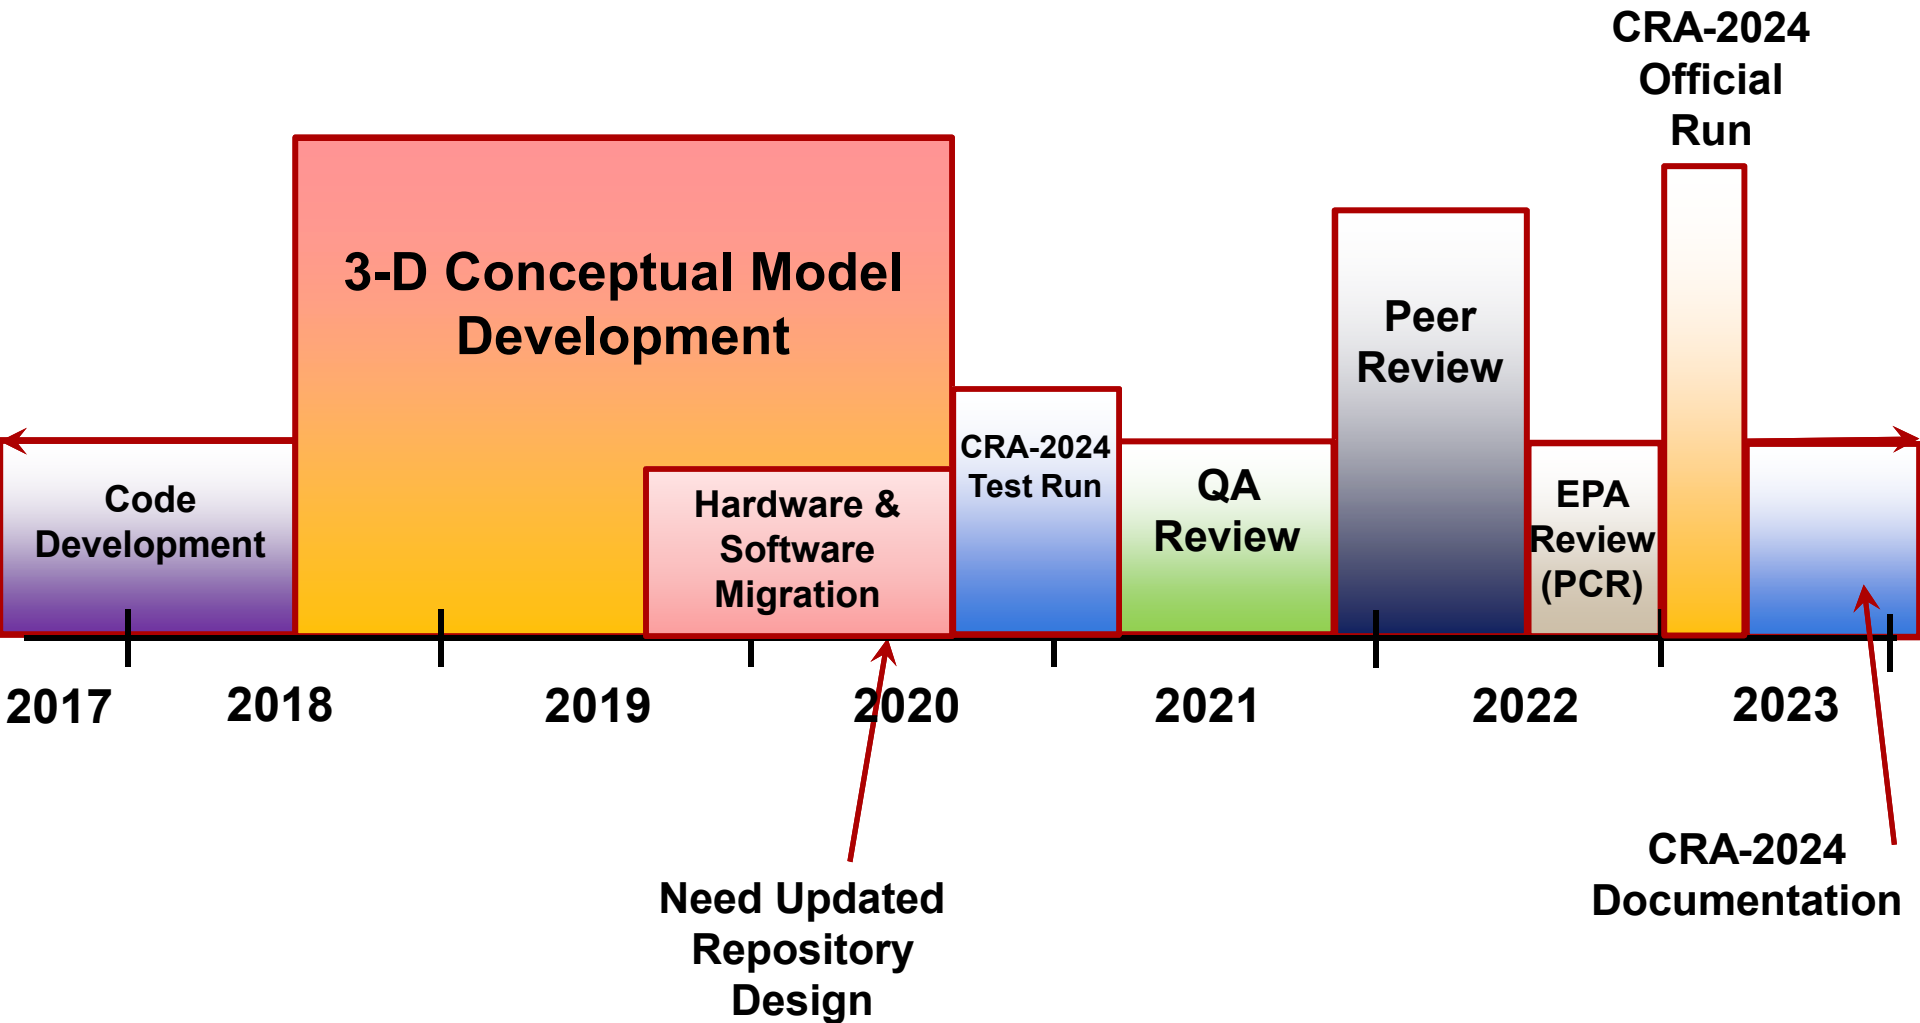 CRA-2024
Official
Run
3-D Conceptual Model
Development
Peer
Review
Code
Development
Hardware &
Software
Migration
CRA-2024
Test Run
QA
Review
EPA
Review
(PCR)
2017
2018
2019
2020
2021
2022
2023
Need Updated
Repository
Design
CRA-2024
Documentation